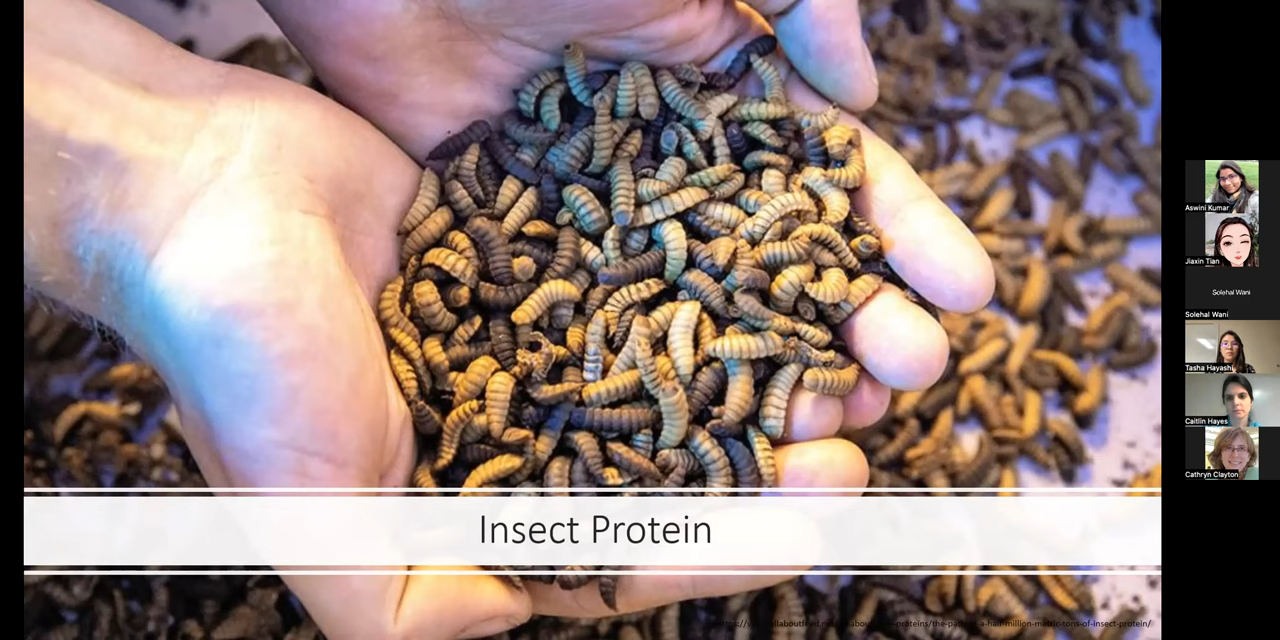 Insect Protein
Aswini Kumar
Jiaxin Tian
Solehal Wani
Solehal Wani
Tasha Hayashi
Caitlin Hayes
Cathryn Clayton